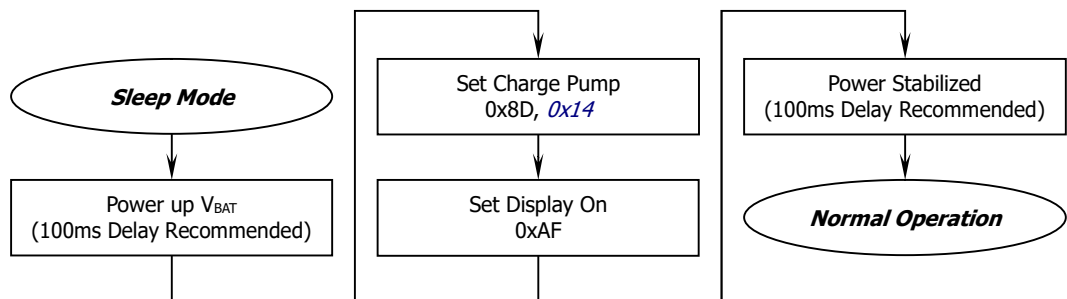 Sleep Mode
Power up VBAT
(100ms Delay Recommended)
Set Charge Pump
0x8D, 0x14
Set Display On
0xAF
Power Stabilized
(100ms Delay Recommended)
Normal Operation